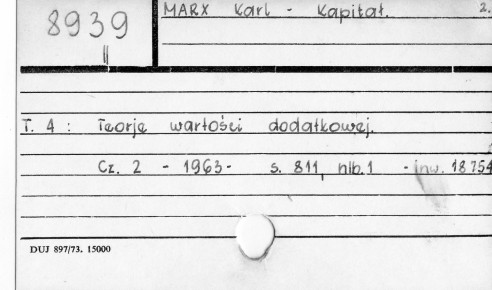 8939
MARX Karl - Kapitał. 2.
T. 4 : Teorje wartości dodatkowej.
Cz. 2 - 1963 - s. 811, nlb. 1 - inw. 18754
DUJ 897/73. 15000